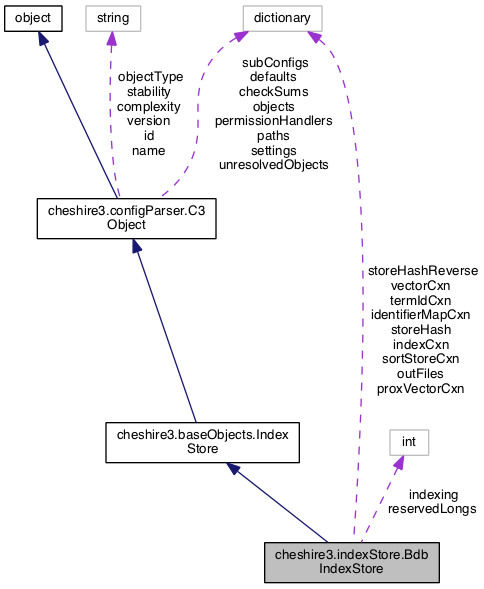 object
string
dictionary
objectType
stability
complexity
version
id
name
subConfigs
defaults
checkSums
objects
permissionHandlers
paths
settings
unresolvedObjects
cheshire3.configParser.C3
Object
storeHashReverse
vectorCxn
termIdCxn
identifierMapCxn
storeHash
indexCxn
sortStoreCxn
outFiles
proxVectorCxn
cheshire3.baseObjects.Index
Store
int
indexing
reservedLongs
cheshire3.indexStore.Bdb
IndexStore